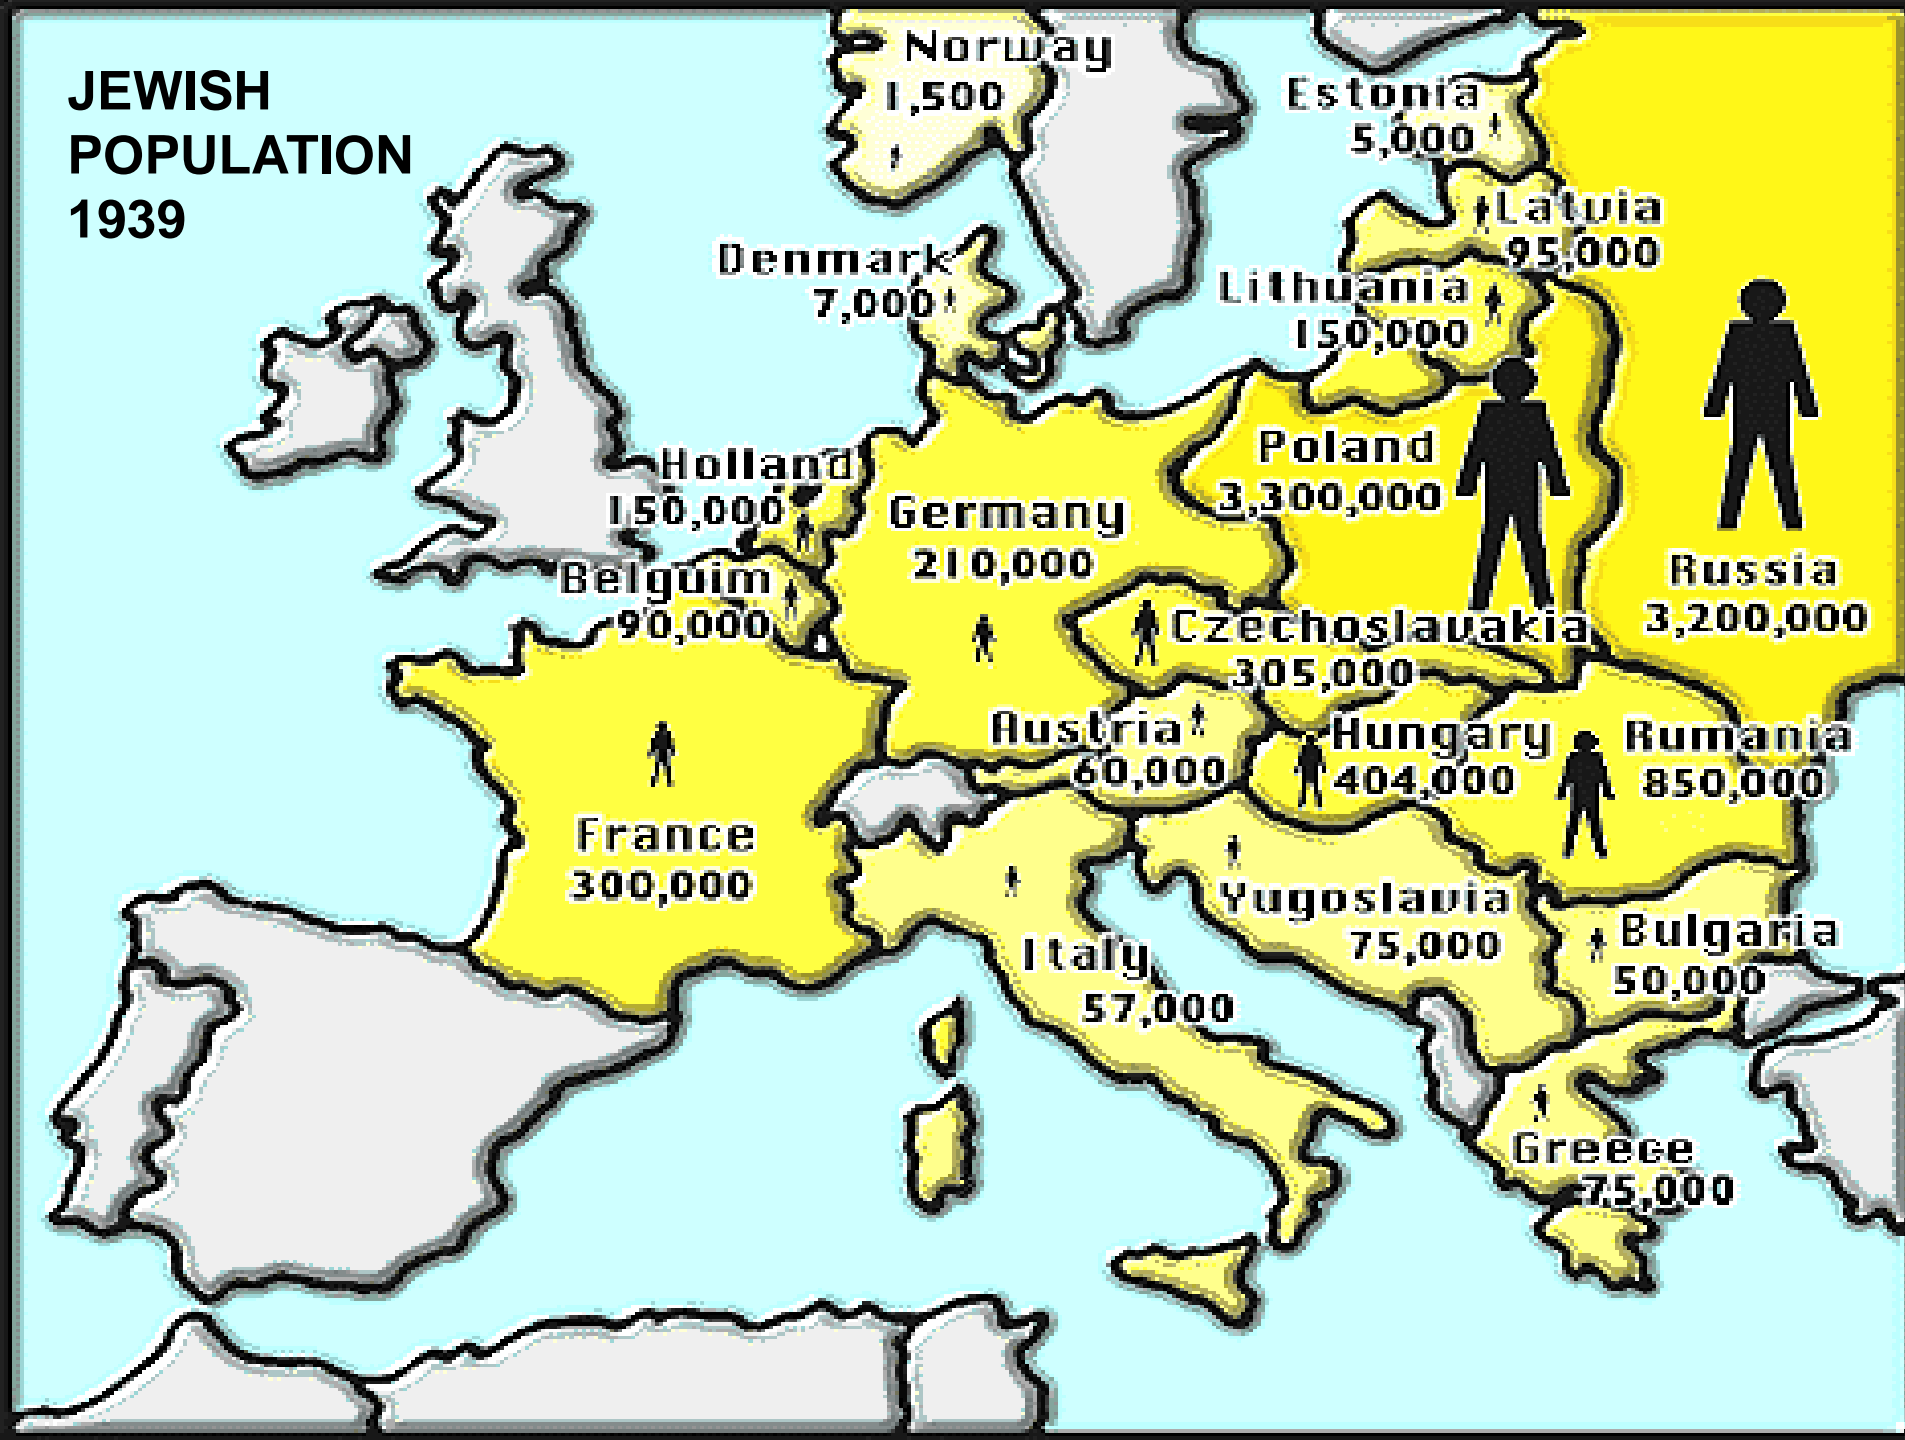 JEWISH
POPULATION
1939
Norway
1,500
Estonia
5,000
Latvia
95,000
Denmark
7,000
Lithuania
150,000
Holland
150,000
Germany
210,000
Poland
3,300,000
Russia
3,200,000
Belguim
90,000
Czechoslavakia
305,000
Austria
60,000
Hungary
404,000
Rumania
850,000
France
300,000
Yugoslavia
75,000
Italy
57,000
Bulgaria
50,000
Greece
75,000